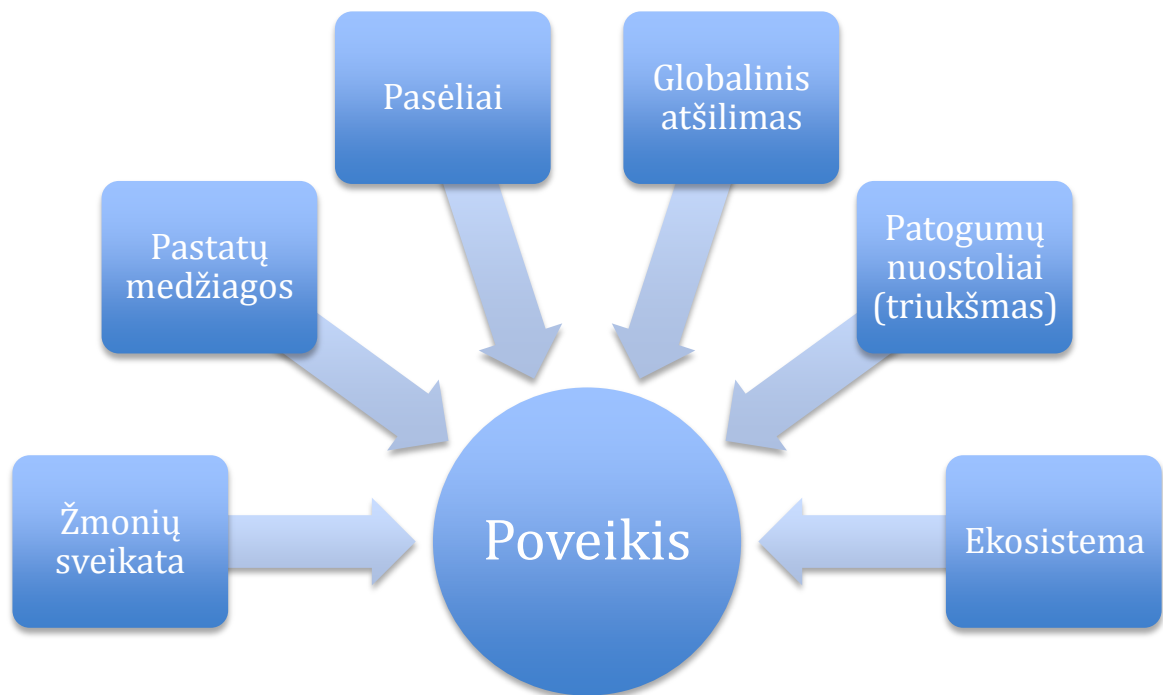 Pasėliai
Globalinis
atšilimas
Pastatų
medžiagos
Patogumų
nuostoliai
(triukšmas)
Žmonių
sveikata
Poveikis
Ekosistema